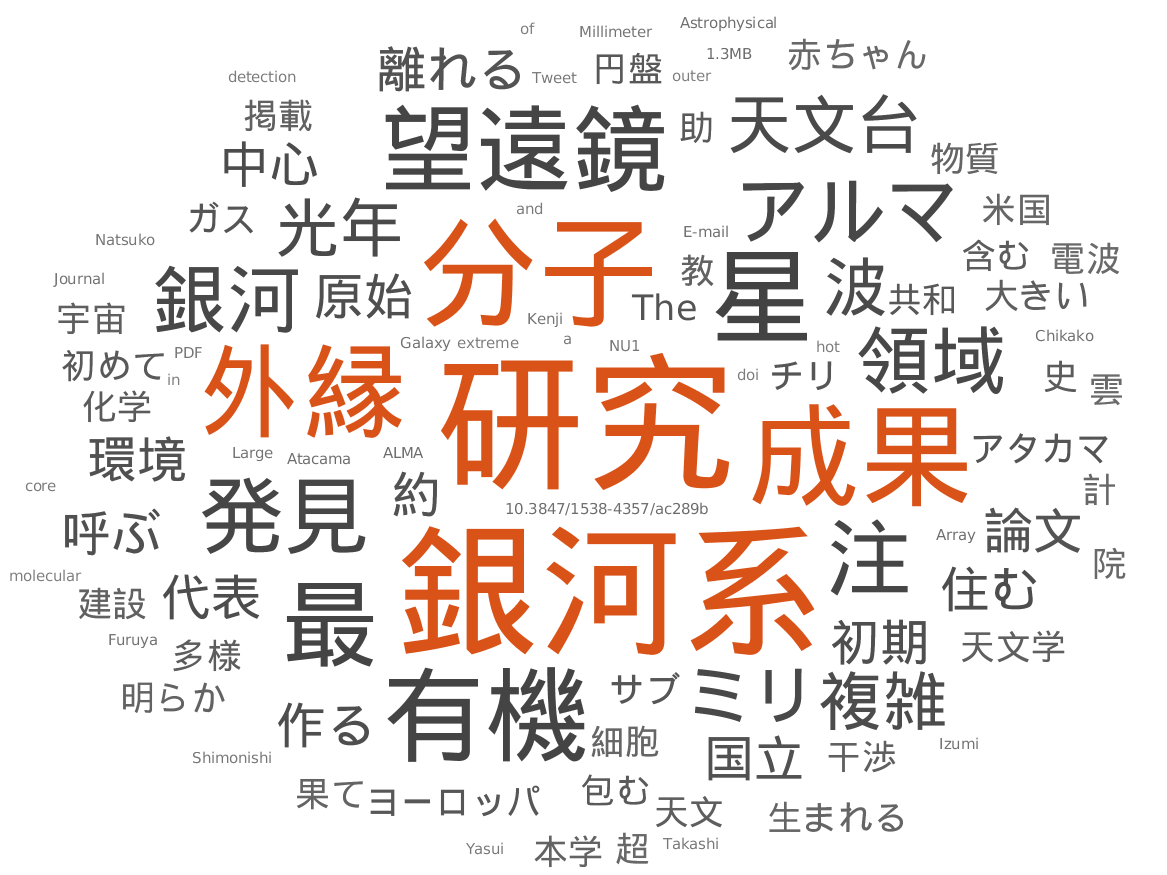 of
Millimeter
Astrophysical
離れる
Tweet
円盤
outer
1.3MB
赤ちゃん
detection
掲載
望遠鏡
助
天文台
中心
物質
ガス
光年
and
アルマ
米国
Natsuko
分子
E-mail
含む
電波
Journal
銀河
原始
教
星
波
共和
大きい
宇宙
The
Kenji
初めて
PDF
Galaxy
extreme
a
NU1
hot
領域
Chikako
in
外縁
研究
doi
チリ
史
雲
化学
成果
環境
Large
Atacama
ALMA
アタカマ
core
発見
約
10.3847/1538-4357/ac289b
計
呼ぶ
銀河系
注
Array
論文
院
molecular
建設
代表
最
住む
Furuya
多様
初期
天文学
明らか
作る
有機
サブ
ミリ
複雑
Shimonishi
細胞
国立
干渉
Izumi
果て
ヨーロッパ
包む
天文
生まれる
Yasui
本学
超
Takashi